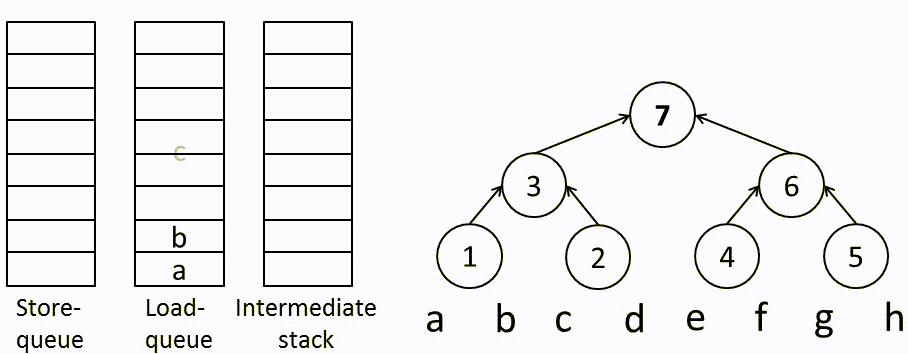 c
b
a
Store-
queue
Load-
queue
Intermediate
stack
7
3
6
1
2
4
5
a b c d e f g h